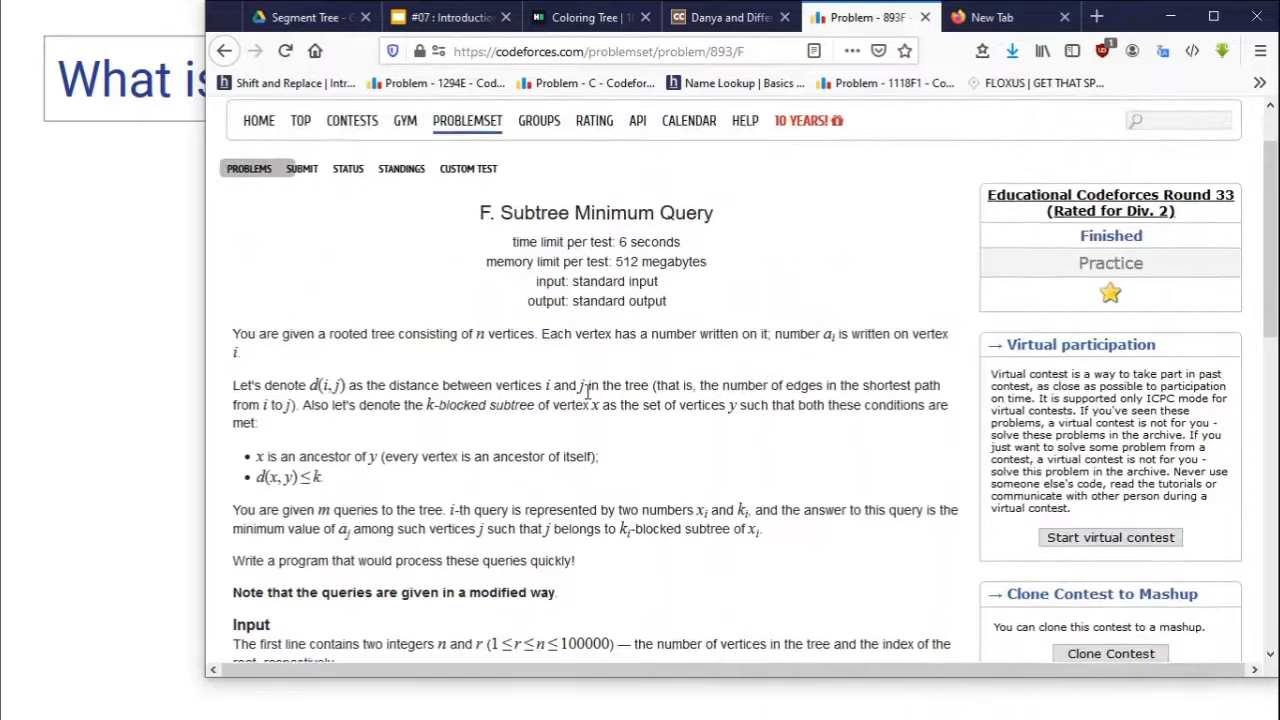 What is
Segment Tree - G
#07 : Introductio
Coloring Tree | 1
Danya and Diffe
Problem - 893F
New Tab
https://codeforces.com/problemset/problem/893/F
1
Shift and Replace | Intr...
Problem - 1294E - Cod...
Problem - C - Codefor...
Name Lookup | Basics ...
Problem - 1118F1 - Co...
FLOXUS | GET THAT SP...
HOME TOP CONTESTS GYM PROBLEMSET GROUPS RATING API CALENDAR HELP 10 YEARS!
PROBLEMS SUBMIT STATUS STANDINGS CUSTOM TEST
F. Subtree Minimum Query
time limit per test: 6 seconds
memory limit per test: 512 megabytes
input: standard input
output: standard output
You are given a rooted tree consisting of n vertices. Each vertex has a number written on it; number a_i is written on vertex
i.
Let's denote d(i, j) as the distance between vertices i and j in the tree (that is, the number of edges in the shortest path
from i to j). Also let's denote the k-blocked subtree of vertex x as the set of vertices y such that both these conditions are
met:
• x is an ancestor of y (every vertex is an ancestor of itself);
• d(x, y) ≤ k.
You are given m queries to the tree. i-th query is represented by two numbers x_i and k_i, and the answer to this query is the
minimum value of a_j among such vertices j such that j belongs to k_i-blocked subtree of x_i.
Write a program that would process these queries quickly!
Note that the queries are given in a modified way.
Input
The first line contains two integers n and r (1 ≤ r ≤ n ≤ 100000) — the number of vertices in the tree and the index of the
root, respectively.
Educational Codeforces Round 33
(Rated for Div. 2)
Finished
Practice
→ Virtual participation
Virtual contest is a way to take part in past
contest, as close as possible to participation
on time. It is supported only ICPC mode for
virtual contests. If you've seen these
problems, a virtual contest is not for you -
solve these problems in the archive. If you
just want to solve some problem from a
contest, a virtual contest is not for you -
solve this problem in the archive. Never use
someone else's code, read the tutorials or
communicate with other person during a
virtual contest.
Start virtual contest
→ Clone Contest to Mashup
You can clone this contest to a mashup.
Clone Contest